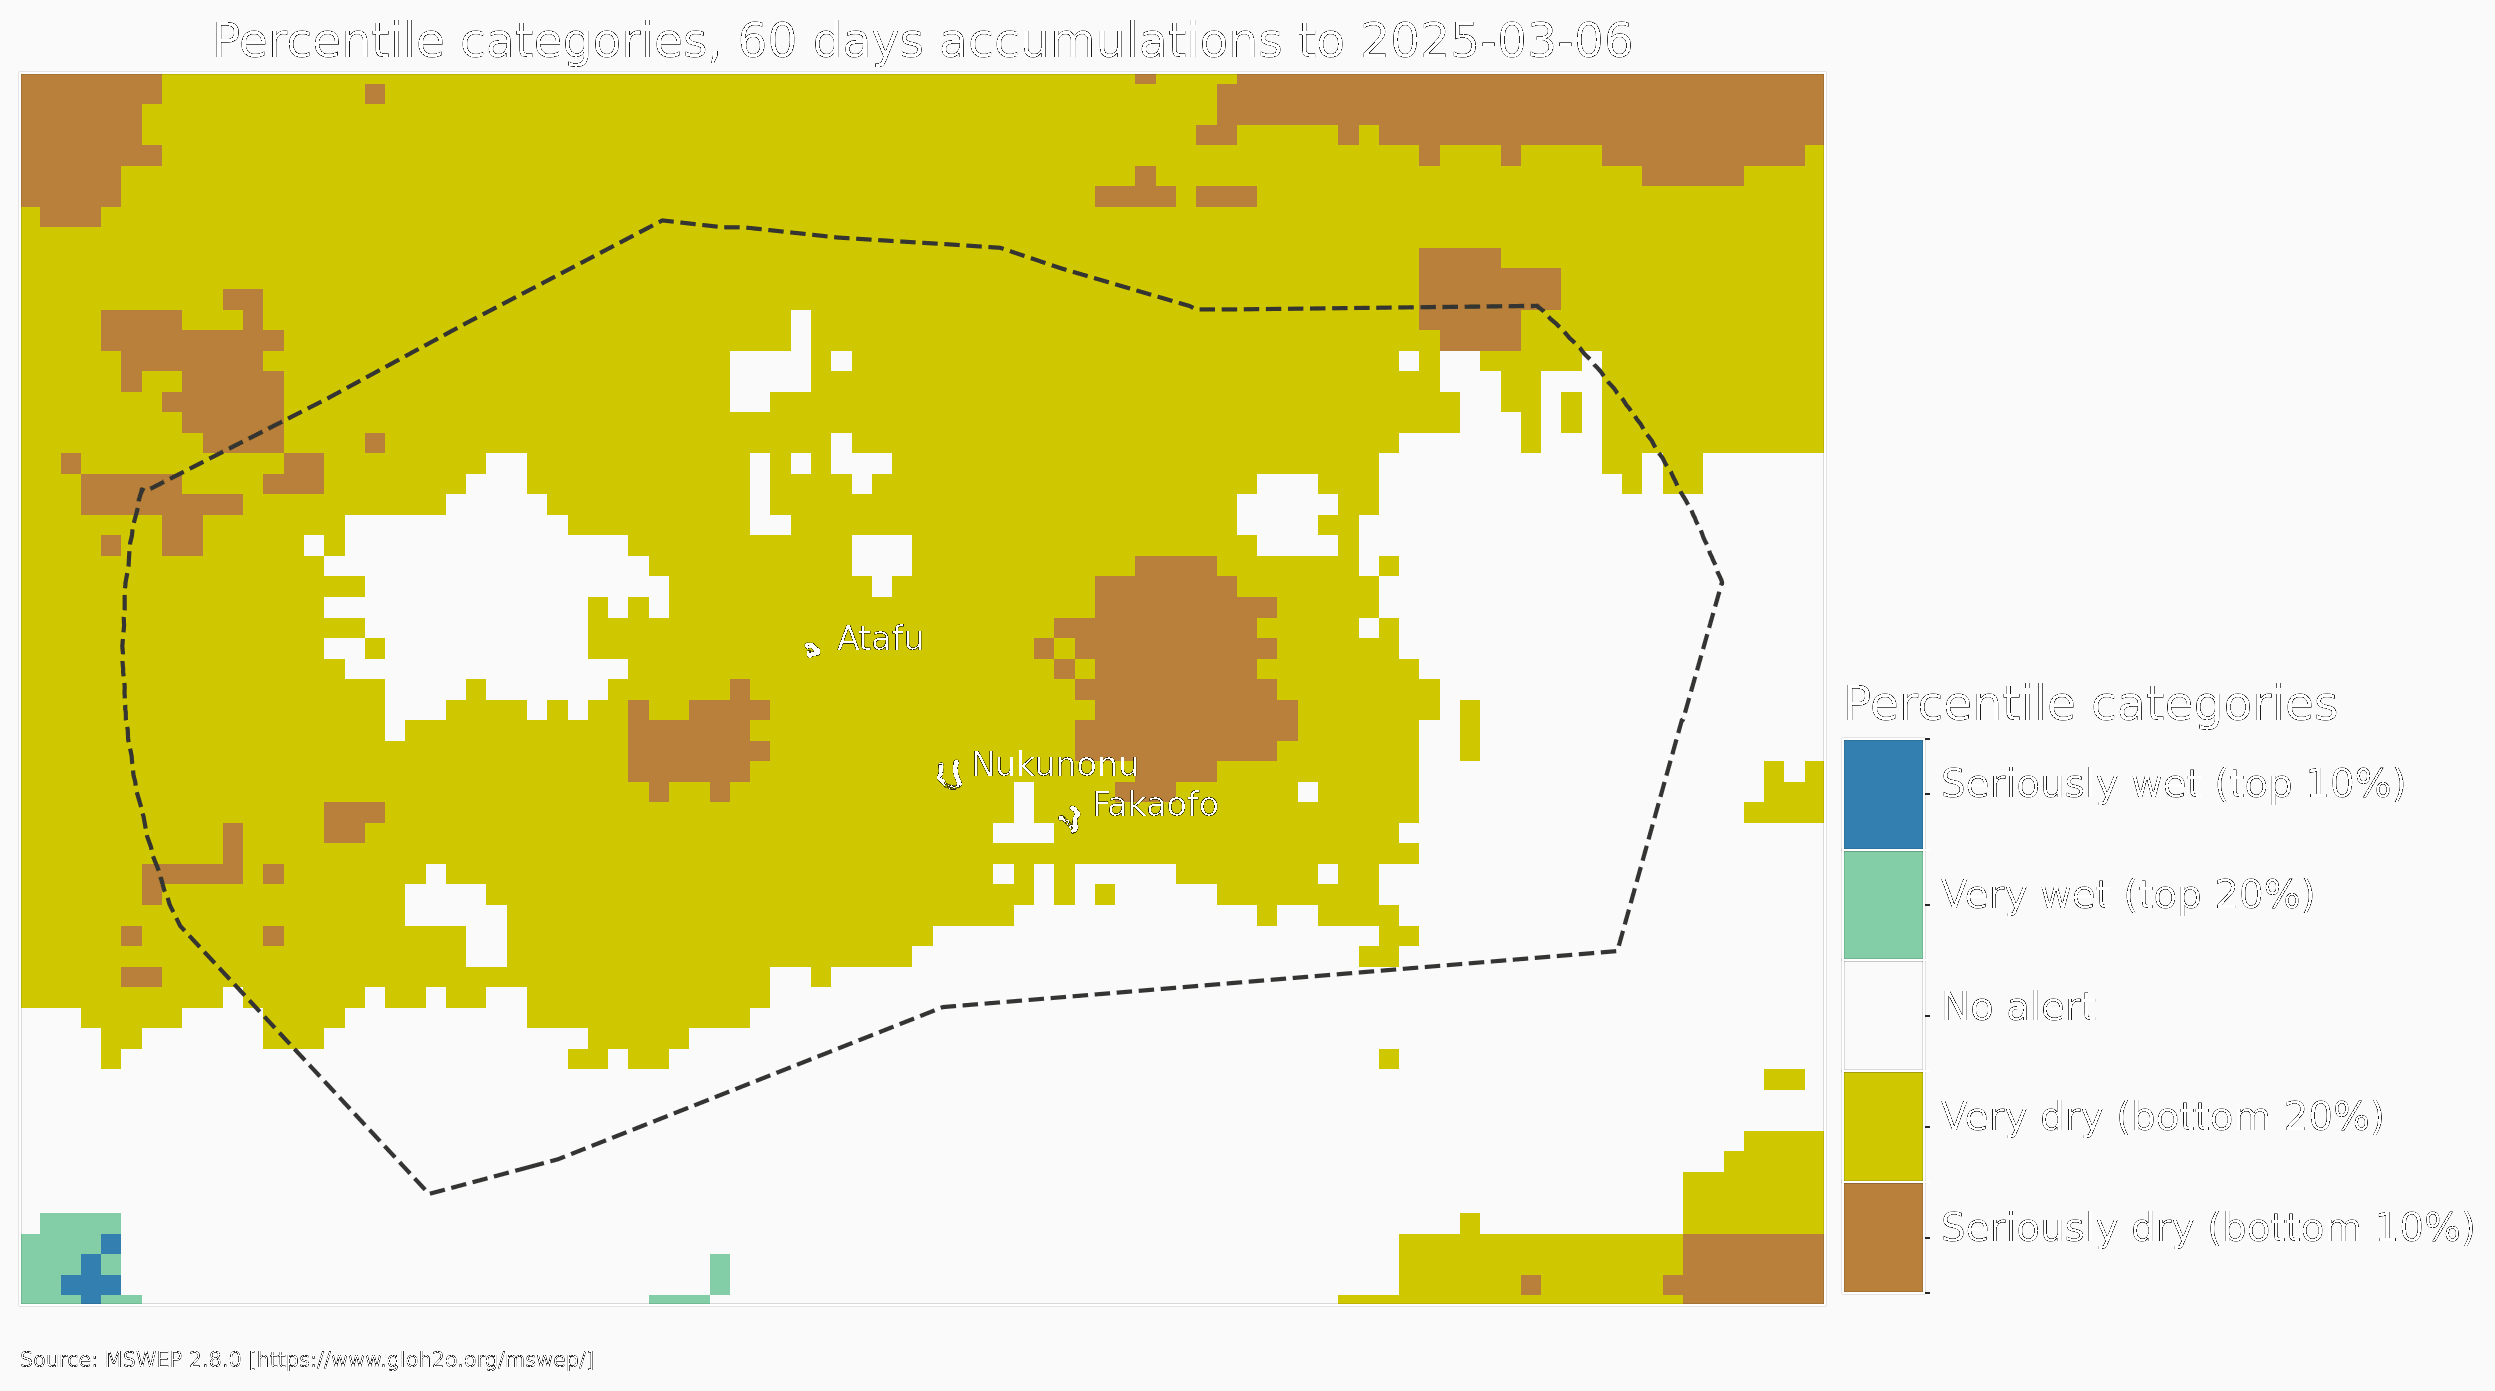 Percentile categories, 60 days accumulations to 2025-03-06
Atafu
Nukunonu
Fakaofo
Percentile categories
Seriously wet (top 10%)
Very wet (top 20%)
No alert
Very dry (bottom 20%)
Seriously dry (bottom 10%)
Source: MSWEP 2.8.0 [https://www.gloh2o.org/mswep/]